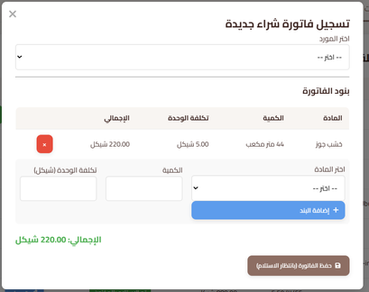 ×
تسجيل فاتورة شراء جديدة
اختر المورد
-- اختر --
بنود الفاتورة
المادة الكمية تكلفة الوحدة الإجمالي
خشب جوز 44 متر مكعب 5.00 شيكل 220.00 شيكل ×
اختر المادة الكمية تكلفة الوحدة (شيكل)
-- اختر --
+ إضافة البند
الإجمالي: 220.00 شيكل
حفظ الفاتورة (بانتظار الاستلام)